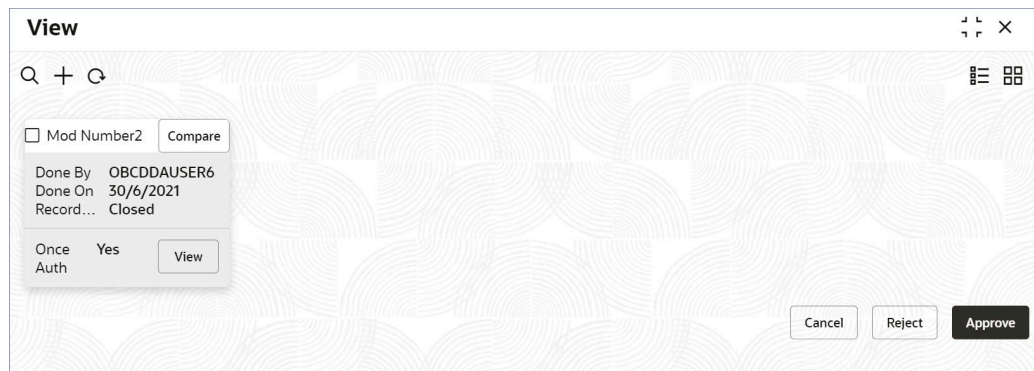 View
Mod Number2 Compare
Done By OBCDDAUSER6
Done On 30/6/2021
Record... Closed
Once Auth Yes View
Cancel Reject Approve